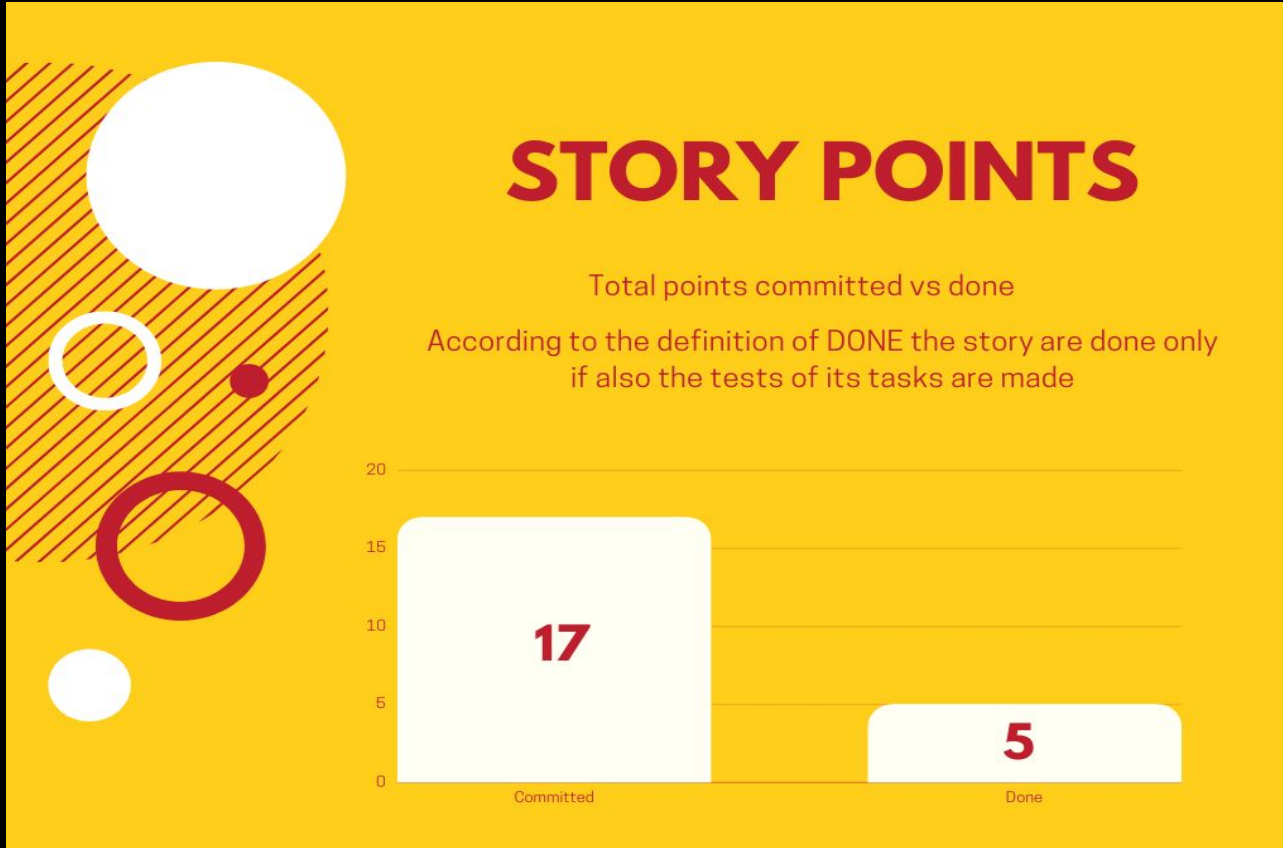 STORY POINTS
Total points committed vs done
According to the definition of DONE the story are done only
if also the tests of its tasks are made
20
15
10
5
0
17
5
Committed
Done